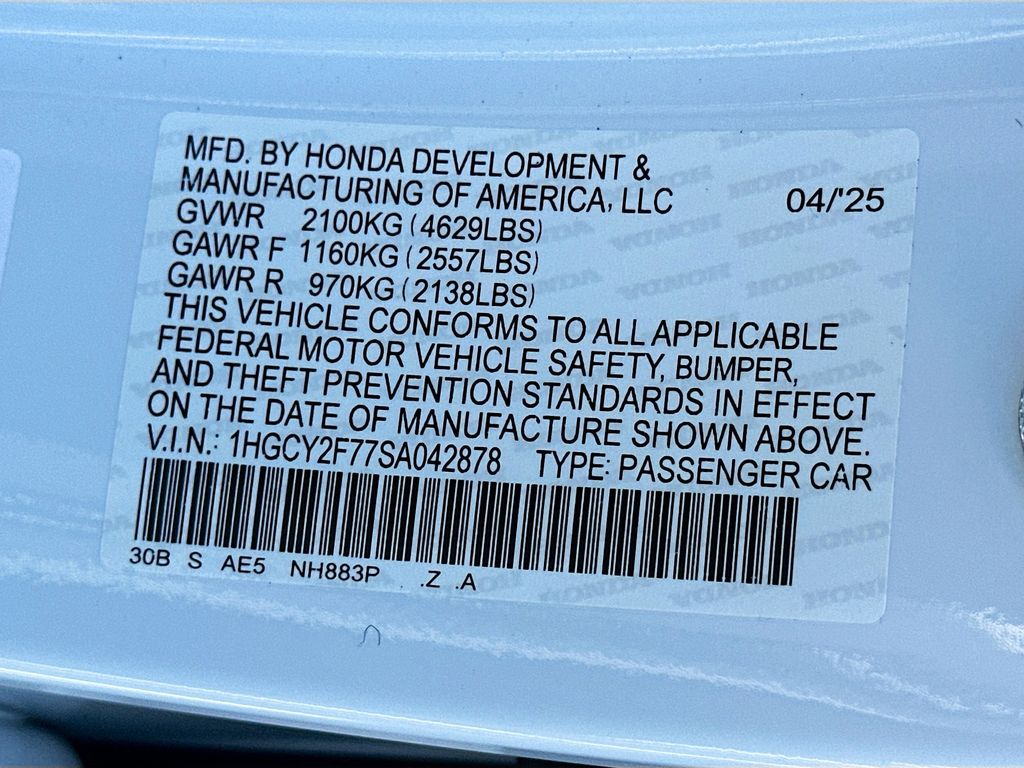 MFD. BY HONDA DEVELOPMENT &
MANUFACTURING OF AMERICA, LLC 04/'25
GVWR 2100KG (4629LBS)
GAWR F 1160KG (2557LBS)
GAWR R 970KG (2138LBS)
THIS VEHICLE CONFORMS TO ALL APPLICABLE
FEDERAL MOTOR VEHICLE SAFETY, BUMPER,
AND THEFT PREVENTION STANDARDS IN EFFECT
ON THE DATE OF MANUFACTURE SHOWN ABOVE.
V.I.N.: 1HGCY2F77SA042878 TYPE: PASSENGER CAR
30B S AE5 NH883P .Z .A